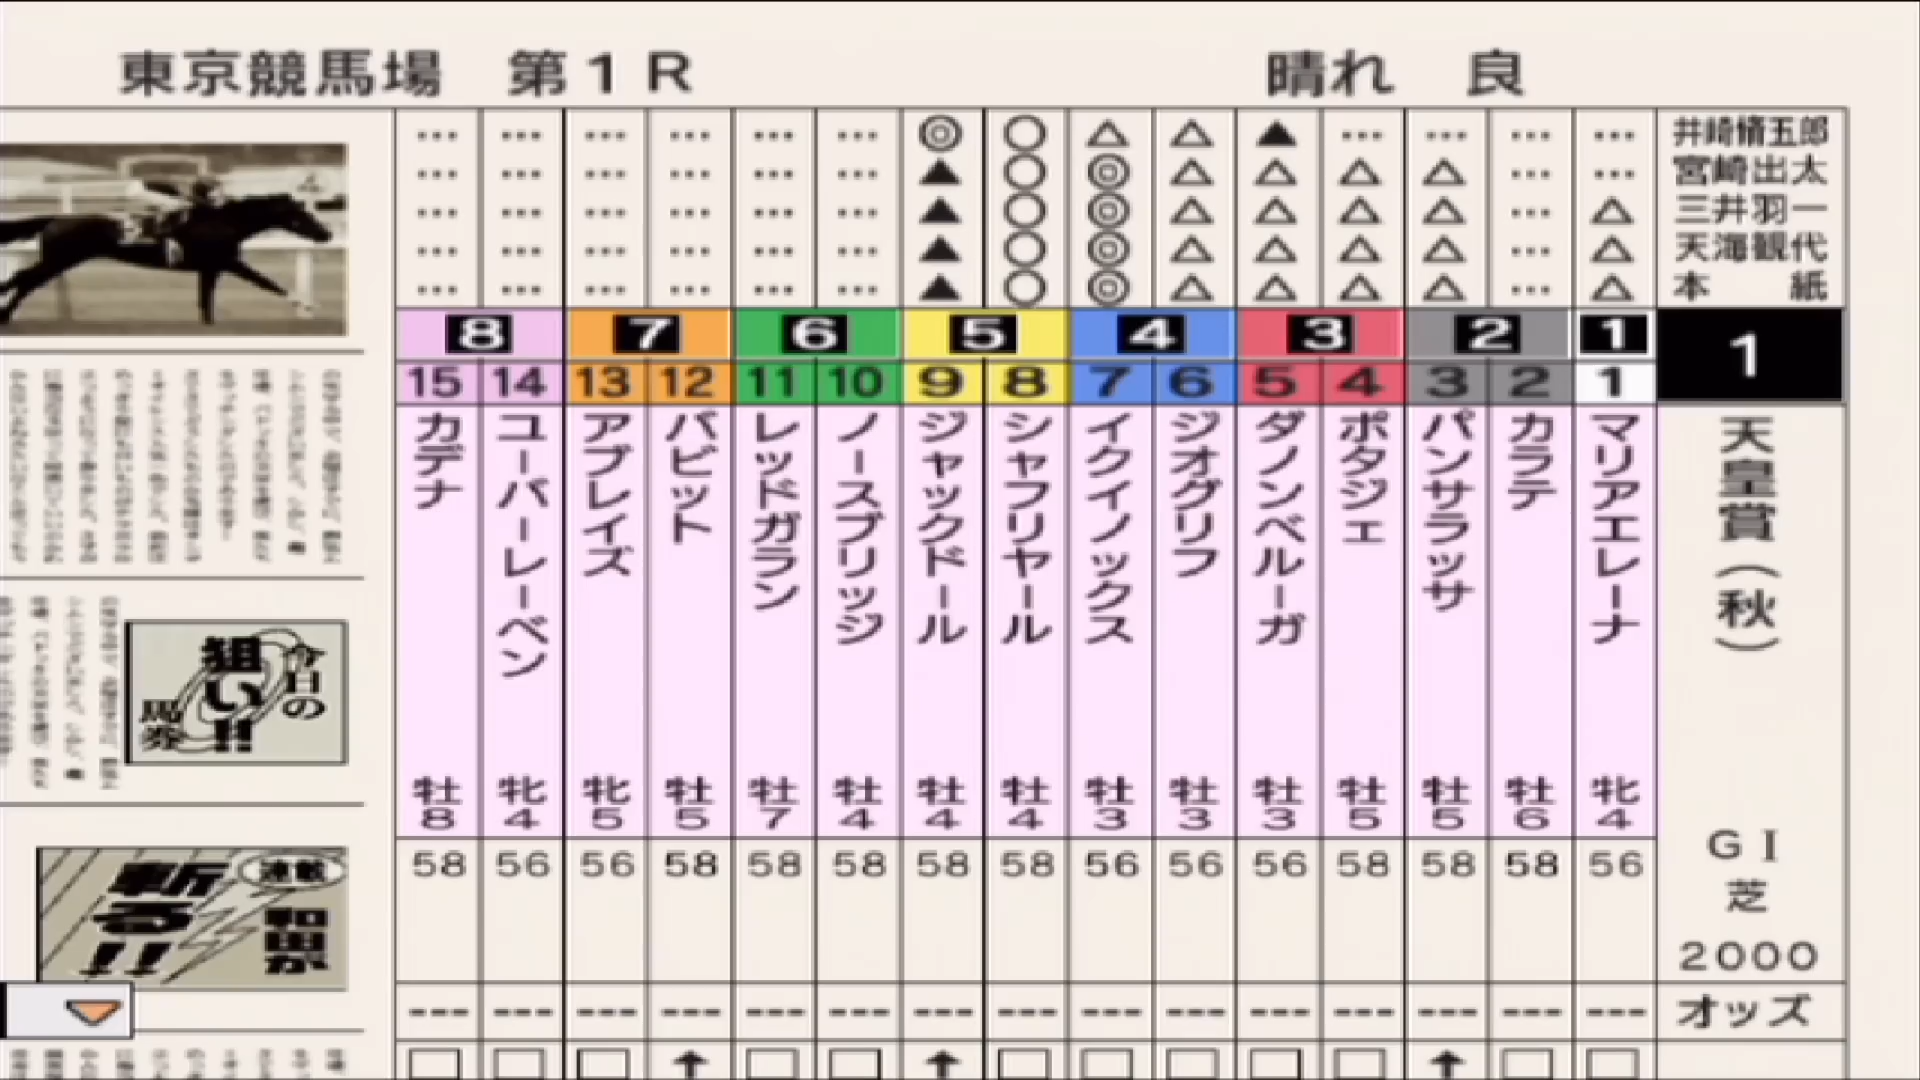 東京競馬場 第1R 晴れ 良
井崎脩五郎 … … … ▲ △ △ ○ ◎ … … … … … …
宮崎出太 … … △ △ △ △ ◎ ○ ▲ … … … … … …
三井羽一 △ … △ △ △ △ ◎ ○ ▲ … … … … … …
天海観代 △ … △ △ △ △ ◎ ○ ▲ … … … … … …
本紙 △ … △ △ △ △ ◎ ○ ▲ … … … … … …
1
天皇賞(秋)
GⅠ
芝
2000
オッズ
1 1 マリアエレーナ 牝4 56 ---
2 2 カラテ 牡6 58 ---
3 パンサラッサ 牡5 58 --- ↑
3 4 ポタジェ 牡5 58 ---
5 ダノンベルーガ 牡3 56 ---
4 6 ジオグリフ 牡3 56 ---
7 イクイノックス 牡3 56 ---
5 8 シャフリヤール 牡4 58 ---
9 ジャックドール 牡4 58 --- ↑
6 10 ノースブリッジ 牡4 58 ---
11 レッドガラン 牡7 58 ---
7 12 バビット 牡5 58 --- ↑
13 アブレイズ 牝5 56 ---
8 14 ユーバーレーベン 牝4 56 ---
15 カデナ 牡8 58 ---
今日の
狙い!!
馬券
連載
和田が
斬る!!